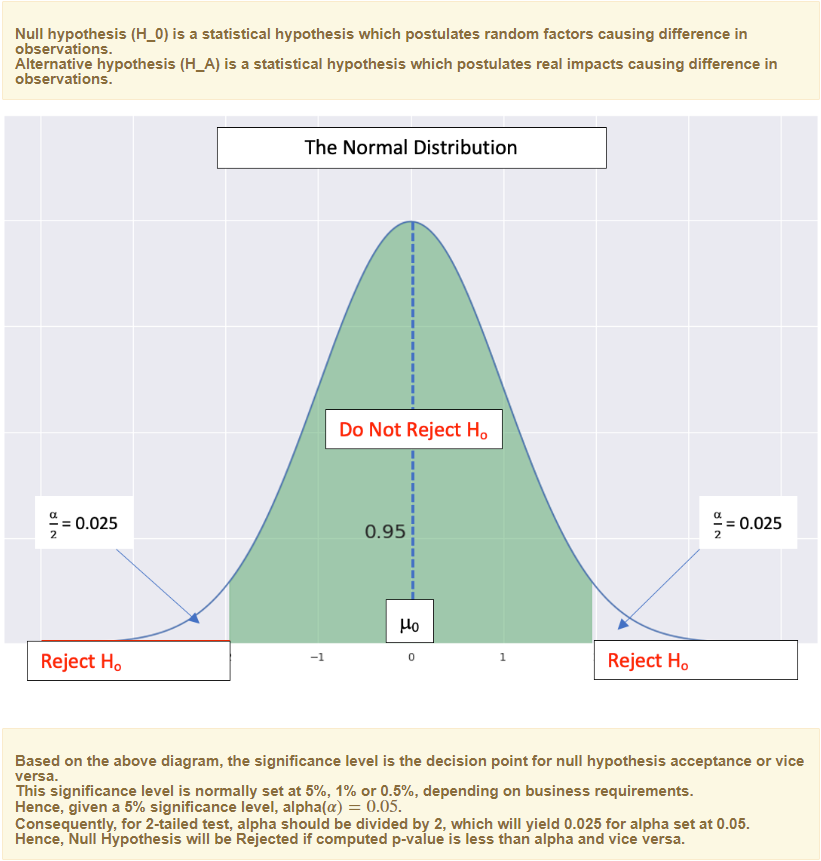 Null hypothesis (H_0) is a statistical hypothesis which postulates random factors causing difference in
observations.
Alternative hypothesis (H_A) is a statistical hypothesis which postulates real impacts causing difference in
observations.
The Normal Distribution
Do Not Reject H₀
α/2 = 0.025
α/2 = 0.025
0.95
μ₀
Reject H₀
−1
0
1
Reject H₀
Based on the above diagram, the significance level is the decision point for null hypothesis acceptance or vice
versa.
This significance level is normally set at 5%, 1% or 0.5%, depending on business requirements.
Hence, given a 5% significance level, alpha(α) = 0.05.
Consequently, for 2-tailed test, alpha should be divided by 2, which will yield 0.025 for alpha set at 0.05.
Hence, Null Hypothesis will be Rejected if computed p-value is less than alpha and vice versa.